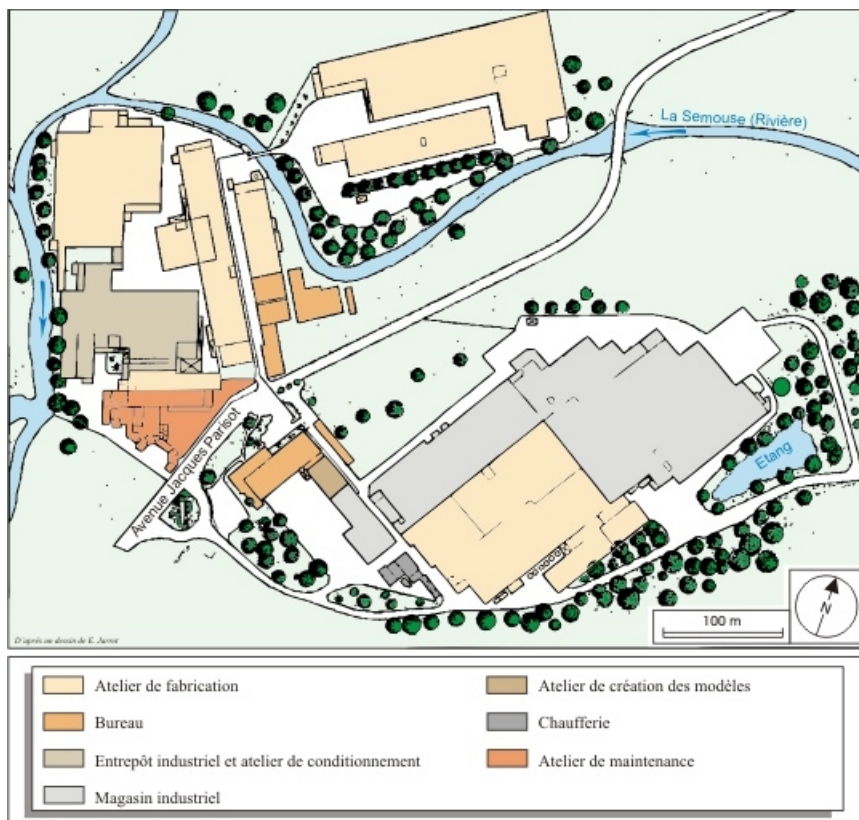 La Semouse (Rivière)
Avenue Jacques Parisot
Etang
D'après un dessin de E. Jurrot
100 m
N
Atelier de fabrication
Bureau
Entrepôt industriel et atelier de conditionnement
Magasin industriel
Atelier de création des modèles
Chaufferie
Atelier de maintenance